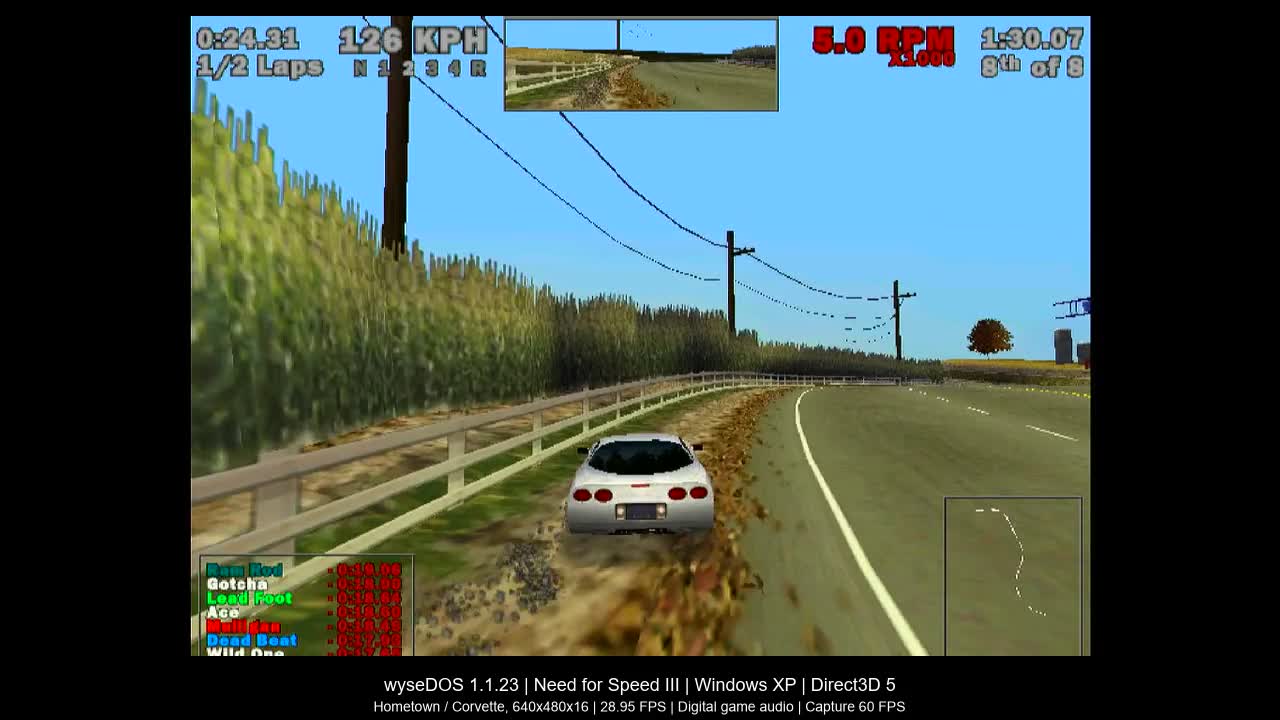 0:24.31 126 KPH 5.0 RPM 1:30.07
1/2 Laps N 1 2 3 4 R X1000 8th of 8
Ram Rod
Gotcha
Lead Foot
Ace
Mulligan
Dead Beat
Wild One
wyseDOS 1.1.23 | Need for Speed III | Windows XP | Direct3D 5
Hometown / Corvette, 640x480x16 | 28.95 FPS | Digital game audio | Capture 60 FPS